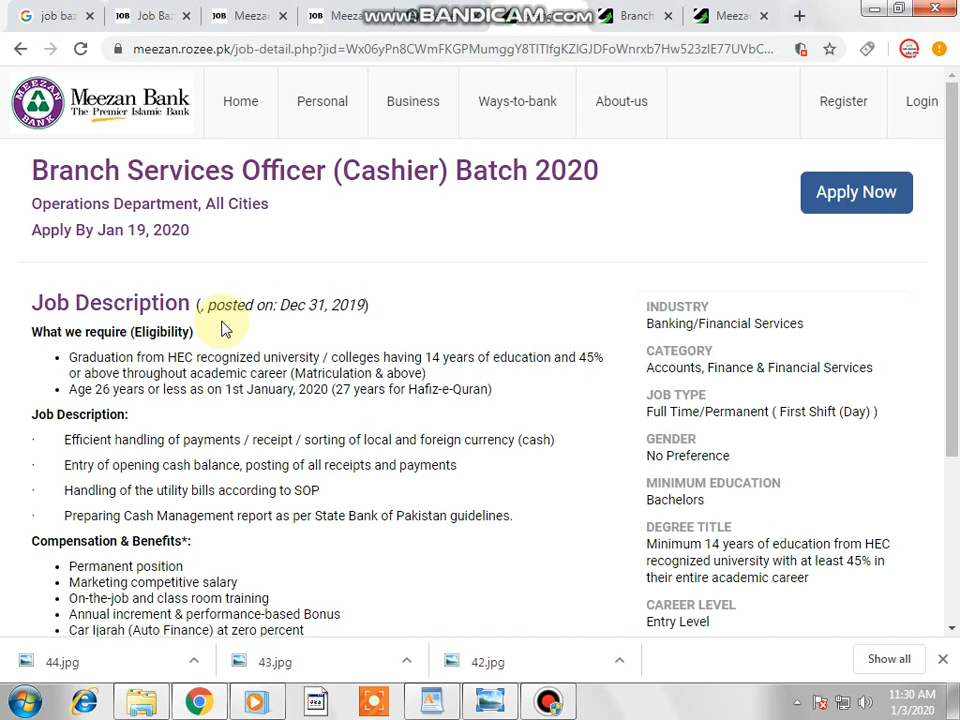 job baz
Job Baz
Meezan
Meeza
WWW.BANDICAM.COM
Branch
Meezan
meezan.rozee.pk/job-detail.php?jid=Wx06yPn8CWmFKGPMumggY8TlTlfgKZIGJDFoWnrxb7Hw523zlE77UVbC...
MEEZAN BANK
Meezan Bank
The Premier Islamic Bank
Home
Personal
Business
Ways-to-bank
About-us
Register
Login
Branch Services Officer (Cashier) Batch 2020
Operations Department, All Cities
Apply By Jan 19, 2020
Apply Now
Job Description (, posted on: Dec 31, 2019)
What we require (Eligibility)
• Graduation from HEC recognized university / colleges having 14 years of education and 45%
or above throughout academic career (Matriculation & above)
• Age 26 years or less as on 1st January, 2020 (27 years for Hafiz-e-Quran)
Job Description:
· Efficient handling of payments / receipt / sorting of local and foreign currency (cash)
· Entry of opening cash balance, posting of all receipts and payments
· Handling of the utility bills according to SOP
· Preparing Cash Management report as per State Bank of Pakistan guidelines.
Compensation & Benefits*:
• Permanent position
• Marketing competitive salary
• On-the-job and class room training
• Annual increment & performance-based Bonus
• Car Ijarah (Auto Finance) at zero percent
INDUSTRY
Banking/Financial Services
CATEGORY
Accounts, Finance & Financial Services
JOB TYPE
Full Time/Permanent ( First Shift (Day) )
GENDER
No Preference
MINIMUM EDUCATION
Bachelors
DEGREE TITLE
Minimum 14 years of education from HEC
recognized university with at least 45% in
their entire academic career
CAREER LEVEL
Entry Level
44.jpg
43.jpg
42.jpg
Show all
11:30 AM
1/3/2020